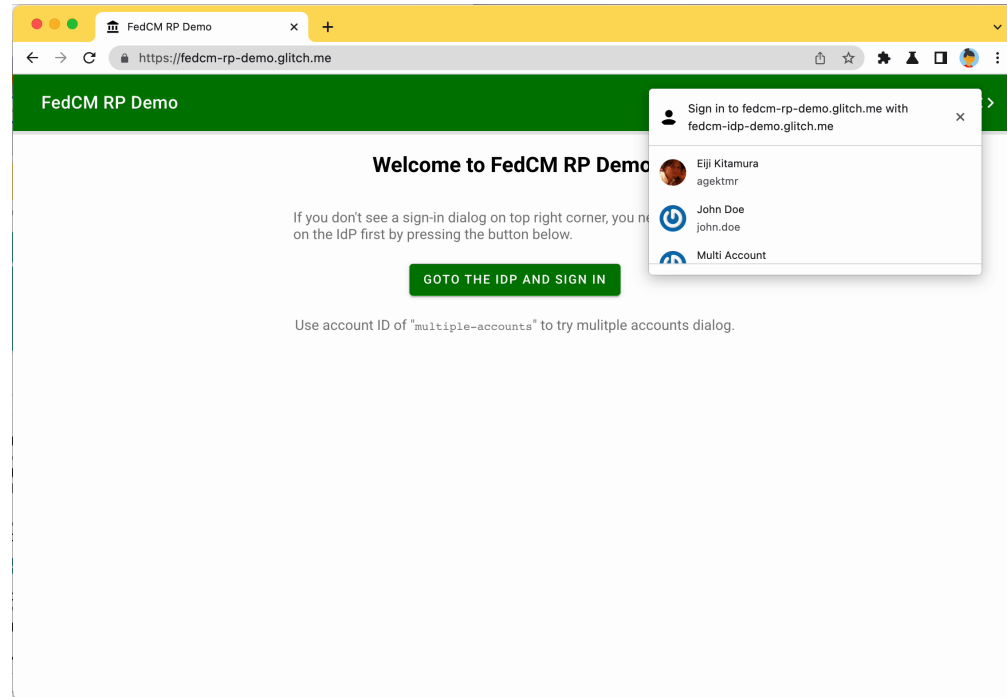 FedCM RP Demo
https://fedcm-rp-demo.glitch.me
FedCM RP Demo
Sign in to fedcm-rp-demo.glitch.me with
fedcm-idp-demo.glitch.me
Eiji Kitamura
agektmr
John Doe
john.doe
Multi Account
Welcome to FedCM RP Demo
If you don't see a sign-in dialog on top right corner, you
on the IdP first by pressing the button below.
GOTO THE IDP AND SIGN IN
Use account ID of "multiple-accounts" to try mulitple accounts dialog.